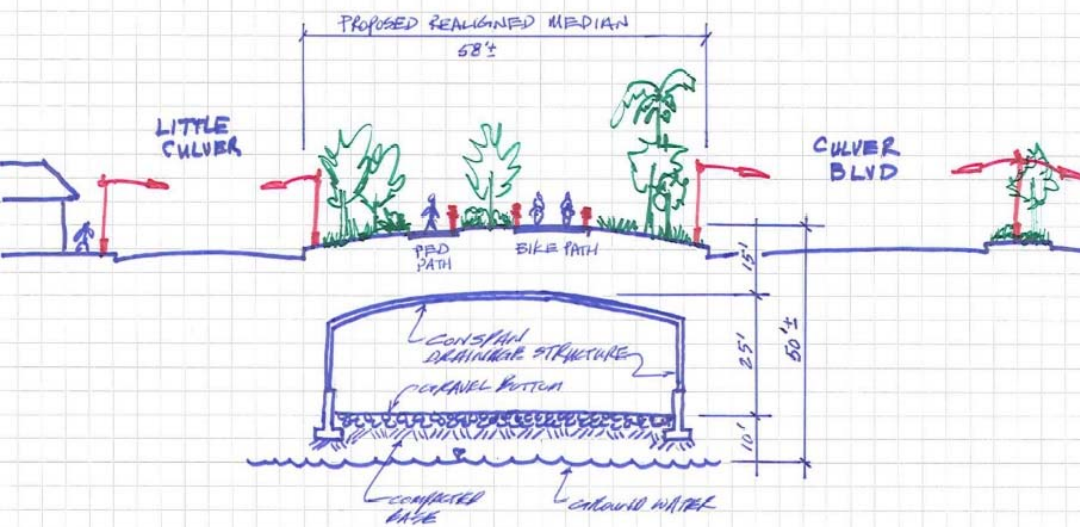 PROPOSED REALIGNED MEDIAN
58'±
LITTLE
CULVER
CULVER
BLVD
PED
PATH
BIKE PATH
15'
CONSPAN
DRAINAGE STRUCTURE
25'
50'±
GRAVEL BOTTOM
10'
COMPACTED
BASE
GROUND WATER